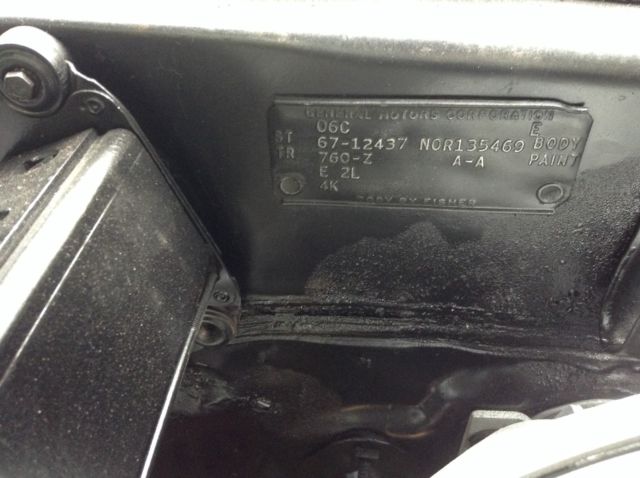 GENERAL MOTORS CORPORATION
06C E
ST 67-12437 NOR135469 BODY
TR 760-Z A-A PAINT
E 2L
4K
BODY BY FISHER